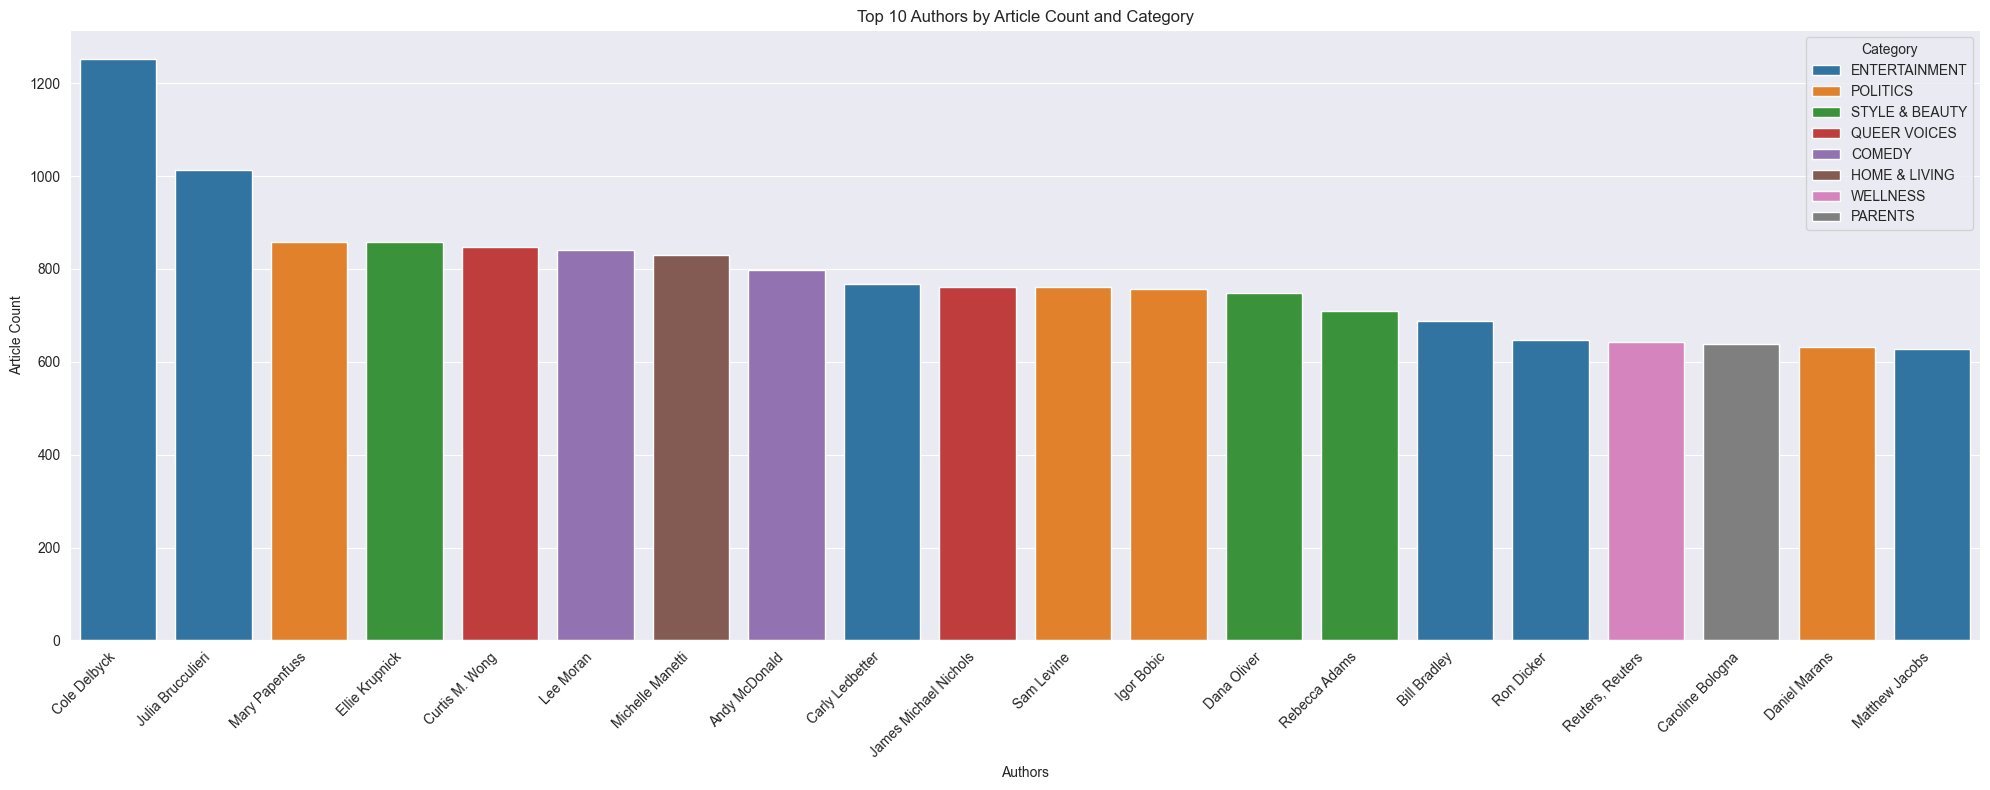 Top 10 Authors by Article Count and Category
Category
ENTERTAINMENT
POLITICS
STYLE & BEAUTY
QUEER VOICES
COMEDY
HOME & LIVING
WELLNESS
PARENTS
Article Count
1200
1000
800
600
400
200
0
Cole Delbyck
Julia Brucculieri
Mary Papenfuss
Ellie Krupnick
Curtis M. Wong
Lee Moran
Michelle Manetti
Andy McDonald
Carly Ledbetter
James Michael Nichols
Sam Levine
Igor Bobic
Dana Oliver
Rebecca Adams
Bill Bradley
Ron Dicker
Reuters, Reuters
Caroline Bologna
Daniel Marans
Matthew Jacobs
Authors